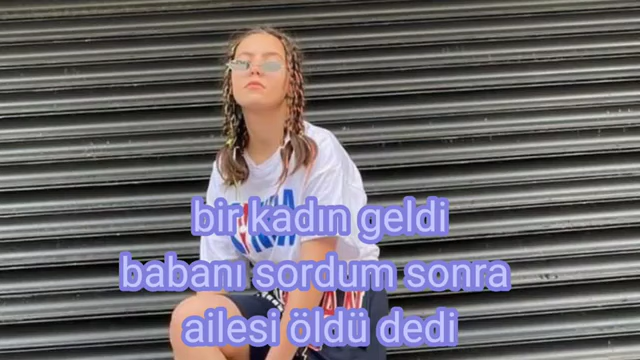 bir kadın geldi
babanı sordum sonra
ailesi öldü dedi